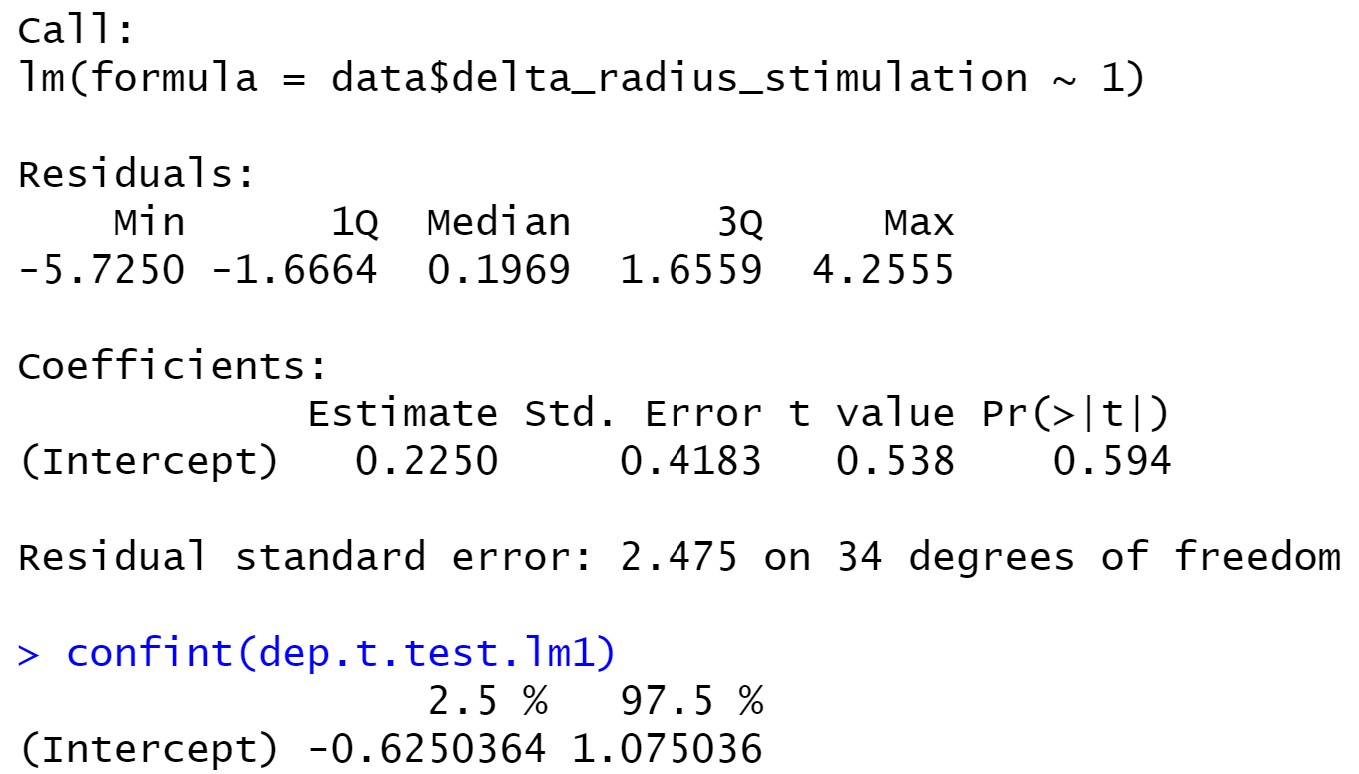 Call:
lm(formula = data$delta_radius_stimulation ~ 1)
Residuals:
Min 1Q Median 3Q Max
-5.7250 -1.6664 0.1969 1.6559 4.2555
Coefficients:
Estimate Std. Error t value Pr(>|t|)
(Intercept) 0.2250 0.4183 0.538 0.594
Residual standard error: 2.475 on 34 degrees of freedom
> confint(dep.t.test.lm1)
2.5 % 97.5 %
(Intercept) -0.6250364 1.075036